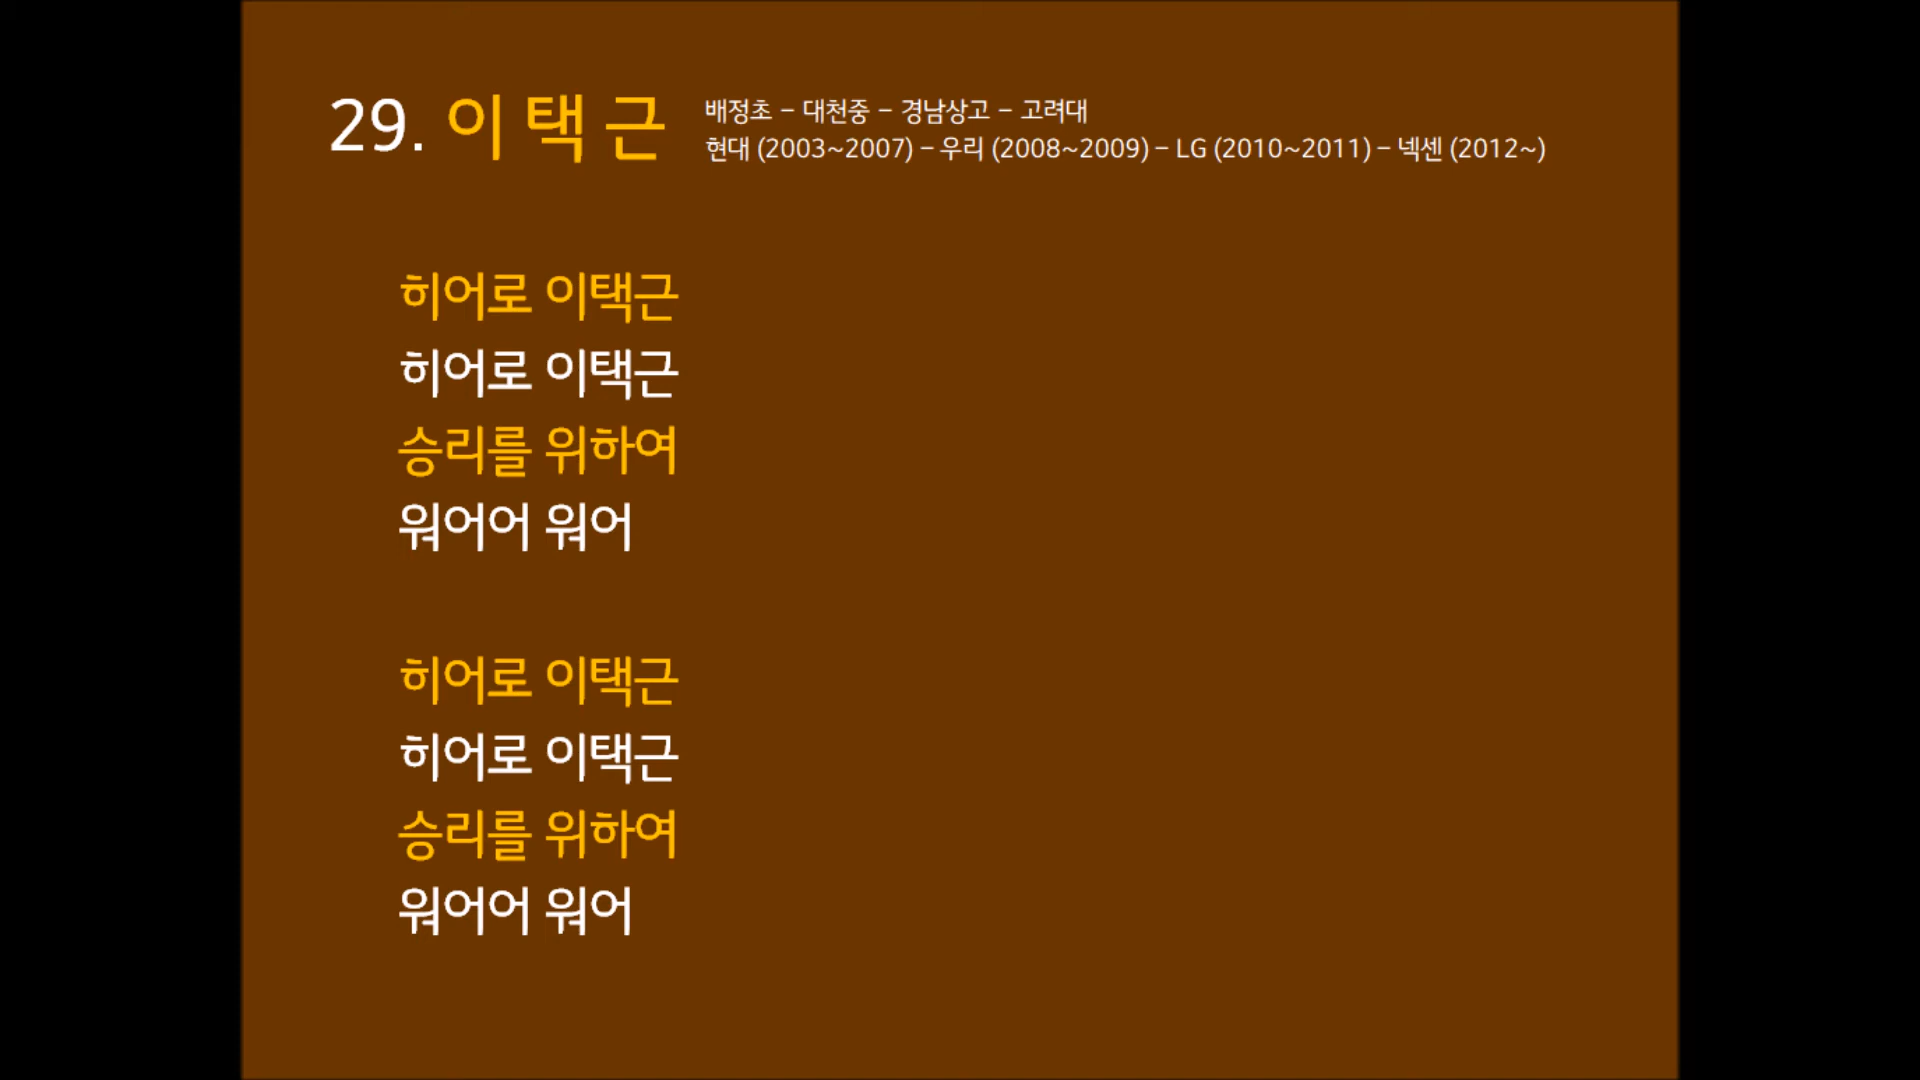 29. 이 택 근
배정초 – 대천중 – 경남상고 – 고려대
현대 (2003~2007) – 우리 (2008~2009) – LG (2010~2011) – 넥센 (2012~)
히어로 이택근
히어로 이택근
승리를 위하여
워어어 워어
히어로 이택근
히어로 이택근
승리를 위하여
워어어 워어